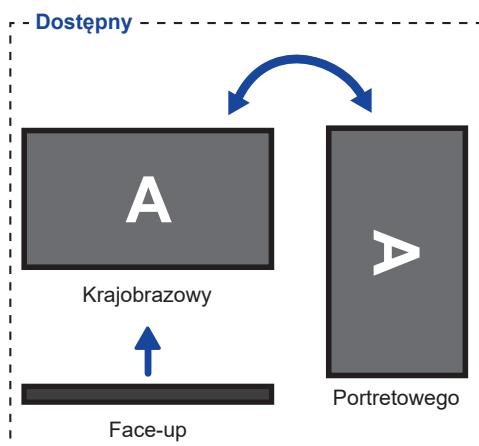 Dostępny
A
A
Krajobrazowy
Portretowego
Face-up